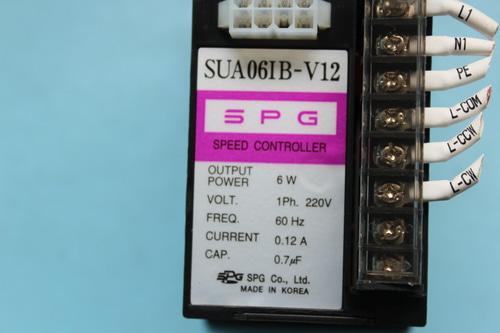 SUA06IB-V12
SPG
SPEED CONTROLLER
OUTPUT
POWER 6 W
VOLT. 1Ph. 220V
FREQ. 60 Hz
CURRENT 0.12 A
CAP. 0.7µF
SPG SPG Co., Ltd.
MADE IN KOREA
L1
N1
PE
L-COM
L-CCW
L-CW